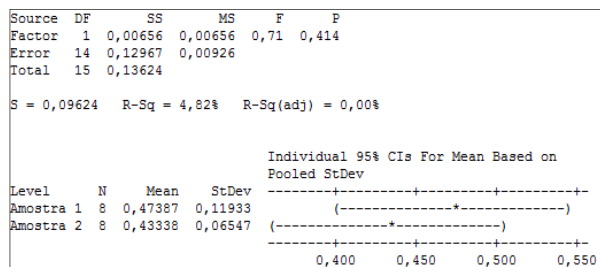 Source DF SS MS F P
Factor 1 0,00656 0,00656 0,71 0,414
Error 14 0,12967 0,00926
Total 15 0,13624
S = 0,09624 R-Sq = 4,82% R-Sq(adj) = 0,00%
Individual 95% CIs For Mean Based on
Pooled StDev
Level N Mean StDev --------+---------+---------+---------+-
Amostra 1 8 0,47387 0,11933 (--------------*-------------)
Amostra 2 8 0,43338 0,06547 (--------------*-------------)
--------+---------+---------+---------+-
0,400 0,450 0,500 0,550